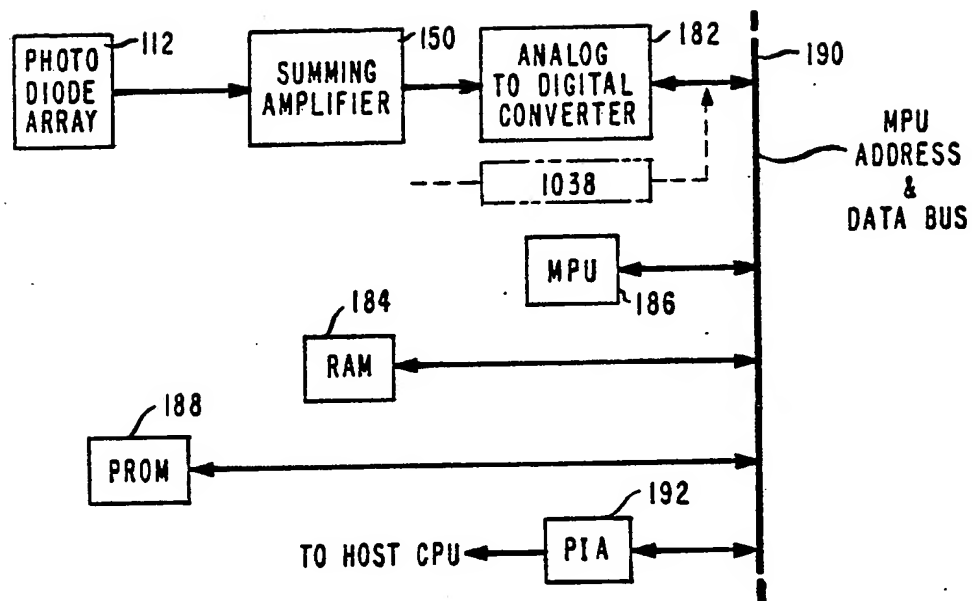 PHOTO
DIODE
ARRAY
112
SUMMING
AMPLIFIER
150
ANALOG
TO DIGITAL
CONVERTER
182
190
MPU
ADDRESS
&
DATA BUS
1038
MPU
186
RAM
184
PROM
188
TO HOST CPU
PIA
192